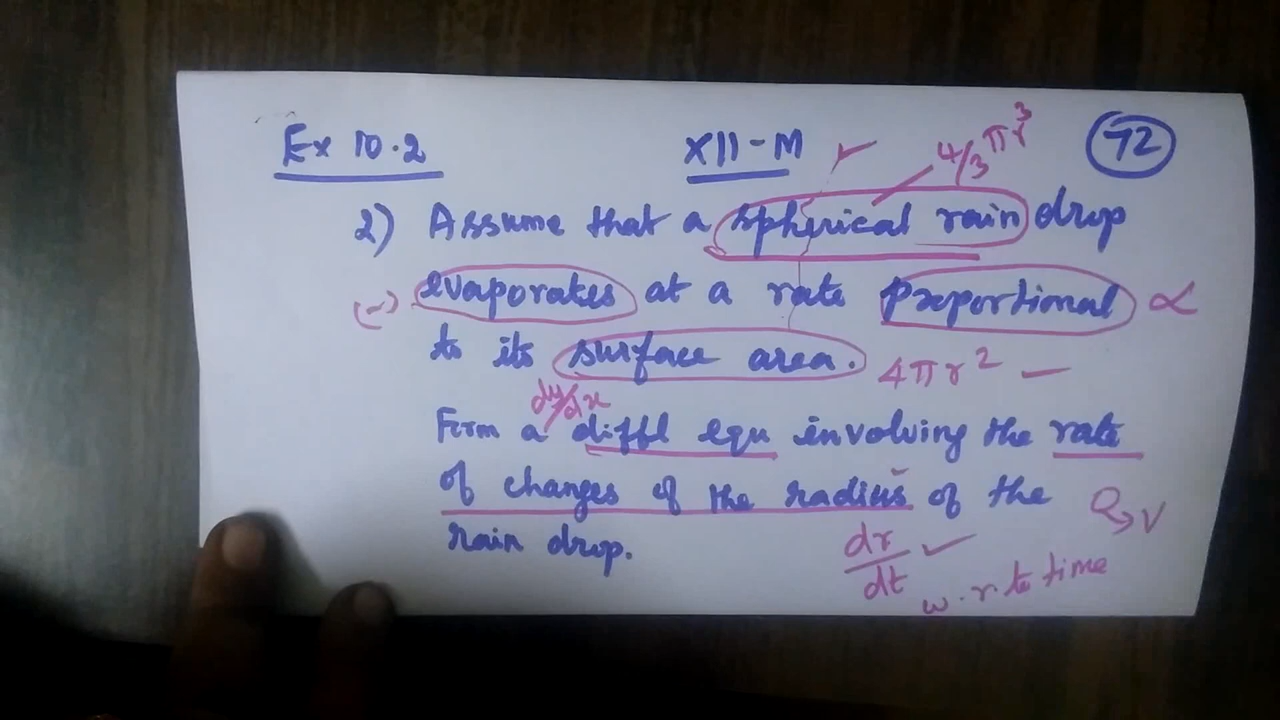 Ex 10.2 XII-M 72
r 4/3 πr³
2) Assume that a spherical rain drop
(-) evaporates at a rate proportional ∝
to its surface area. 4πr² —
dy/dx
Form a diffl equ involving the rate
of changes of the radius of the
rain drop.
dr/dt ✓
w.r.to time